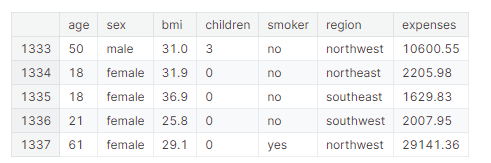 age sex bmi children smoker region expenses
1333 50 male 31.0 3 no northwest 10600.55
1334 18 female 31.9 0 no northeast 2205.98
1335 18 female 36.9 0 no southeast 1629.83
1336 21 female 25.8 0 no southwest 2007.95
1337 61 female 29.1 0 yes northwest 29141.36